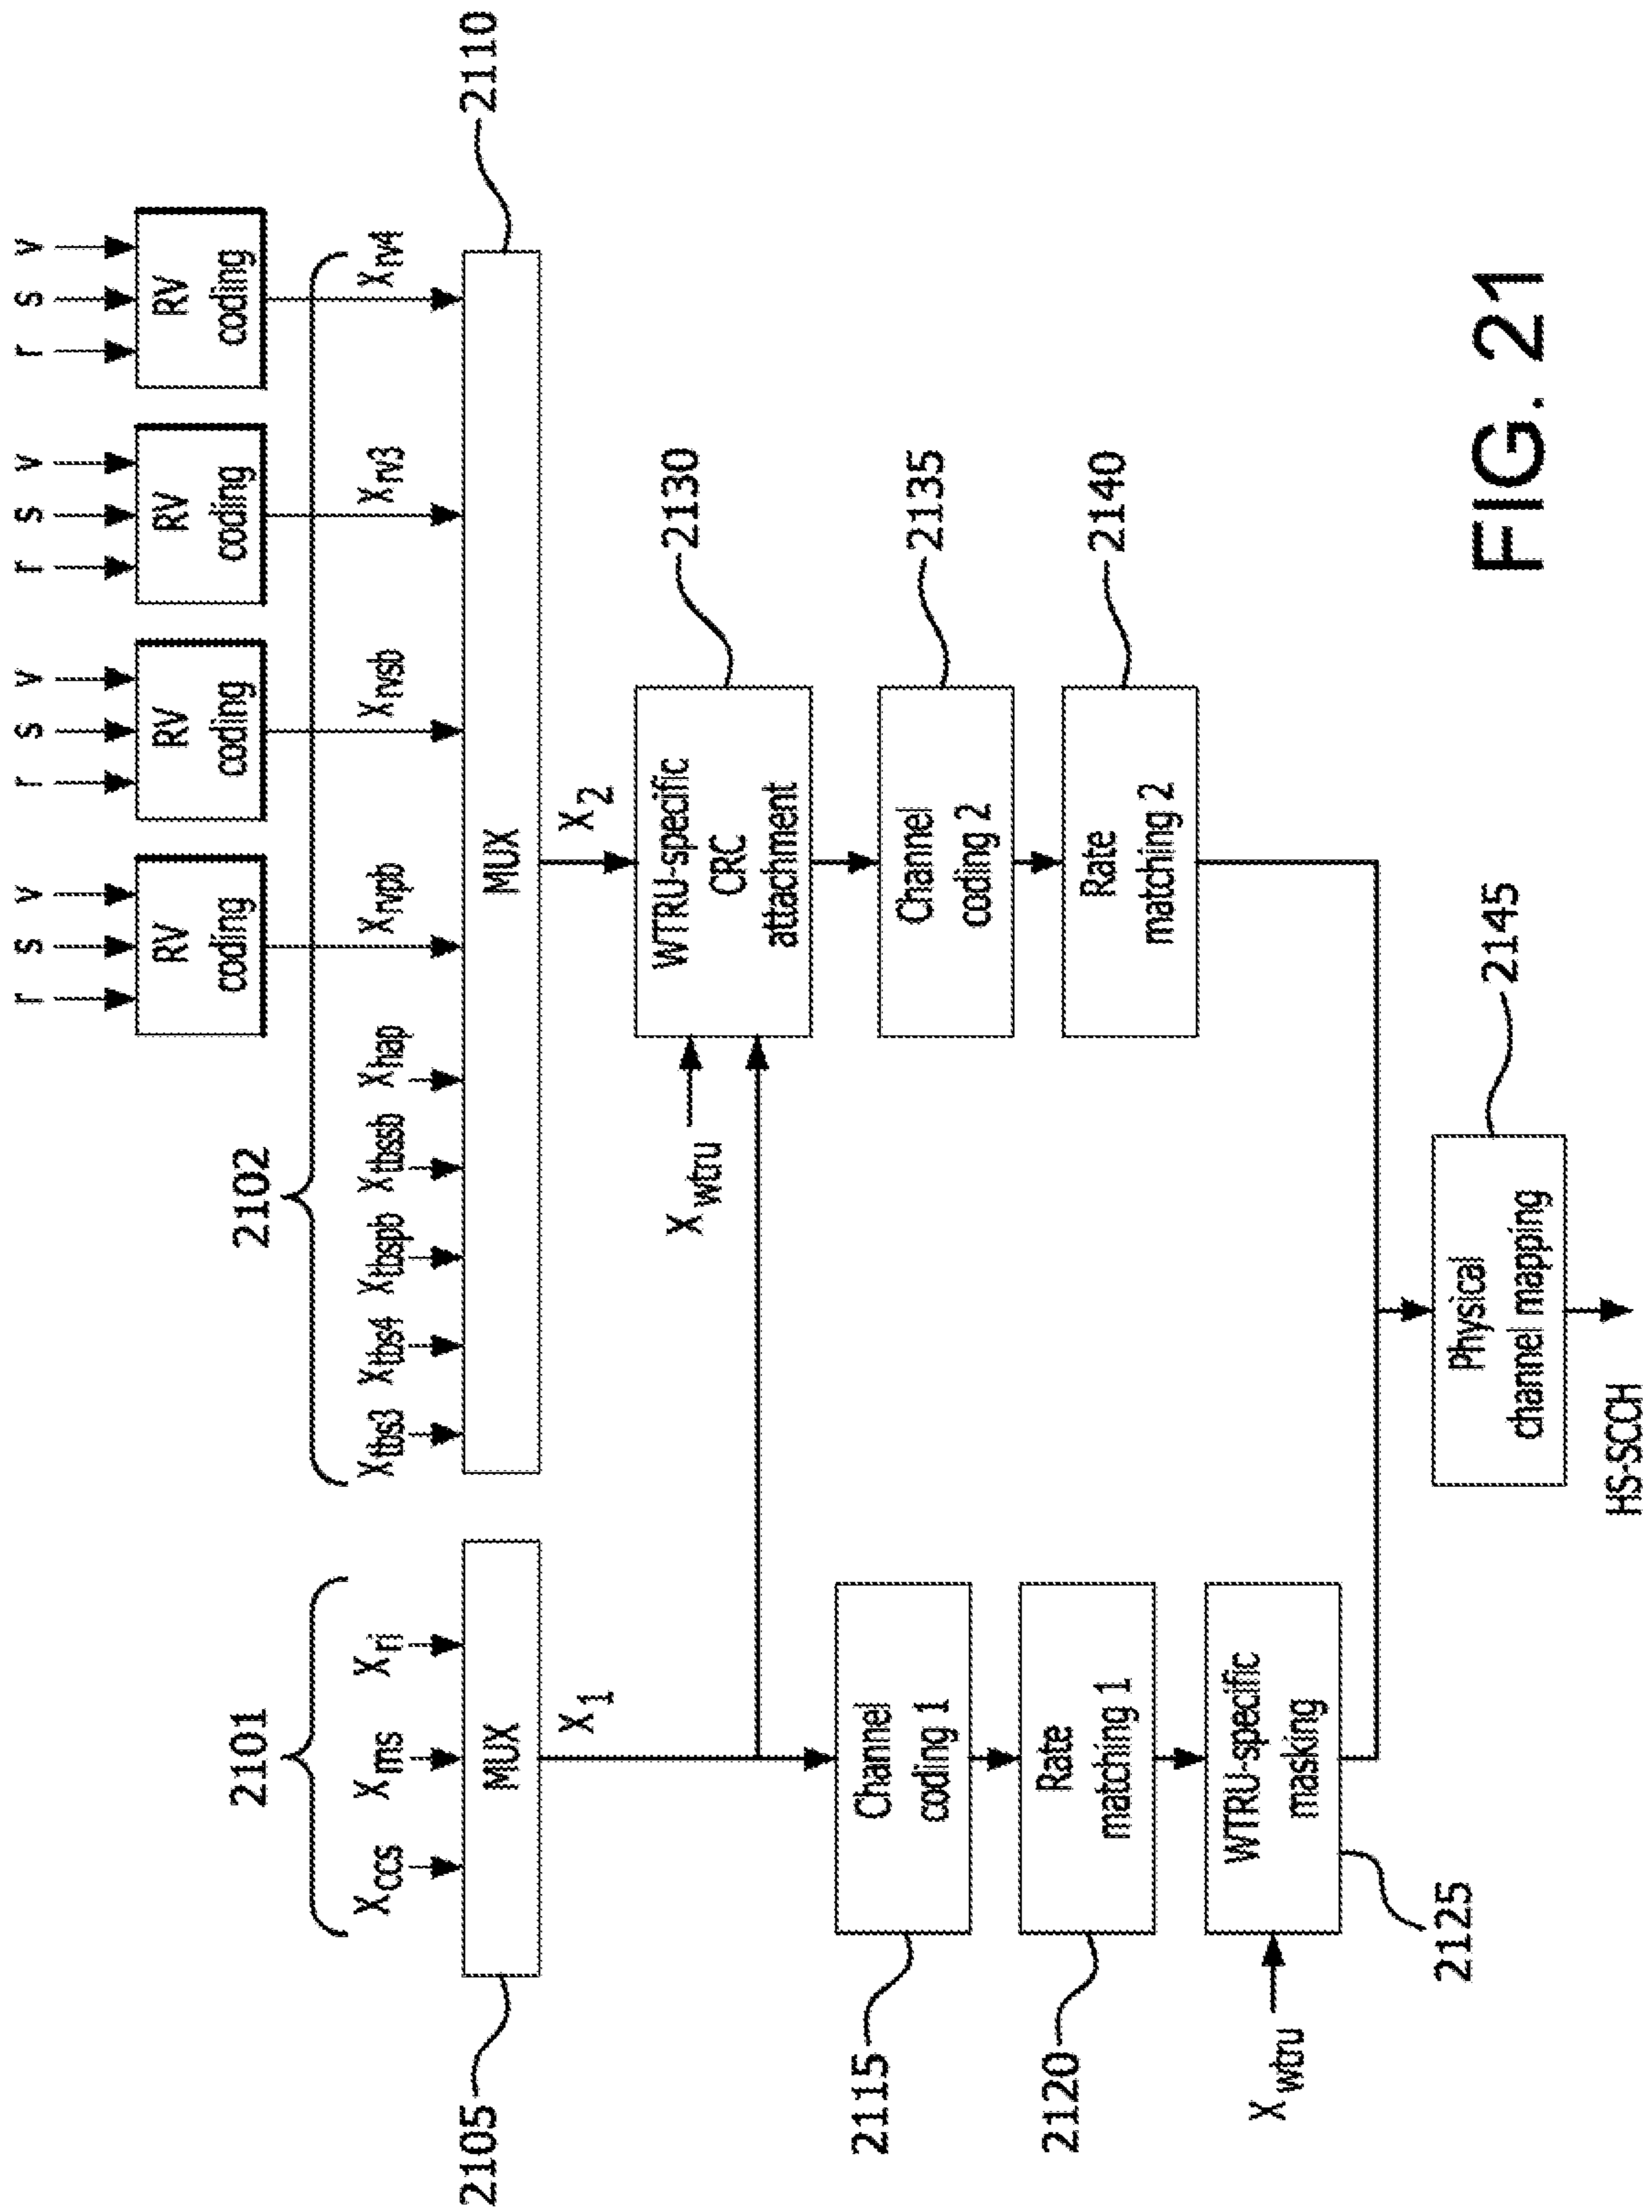 r s v r s v r s v r s v
RV RV RV RV
coding coding coding coding
2101 2102
Xccs Xms Xri Xtbs3 Xtbs4 Xtbspb Xtbssb Xhap Xrvpb Xrvsb Xrv3 Xrv4
2105 MUX MUX 2110
X1 X2
Xwtru
WTRU-specific
CRC
attachment
2130
2115
Channel
coding 1
Channel
coding 2
2135
2120
Rate
matching 1
Rate
matching 2
2140
Xwtru
WTRU-specific
masking
2125
Physical
channel mapping
2145
HS-SCCH
FIG. 21